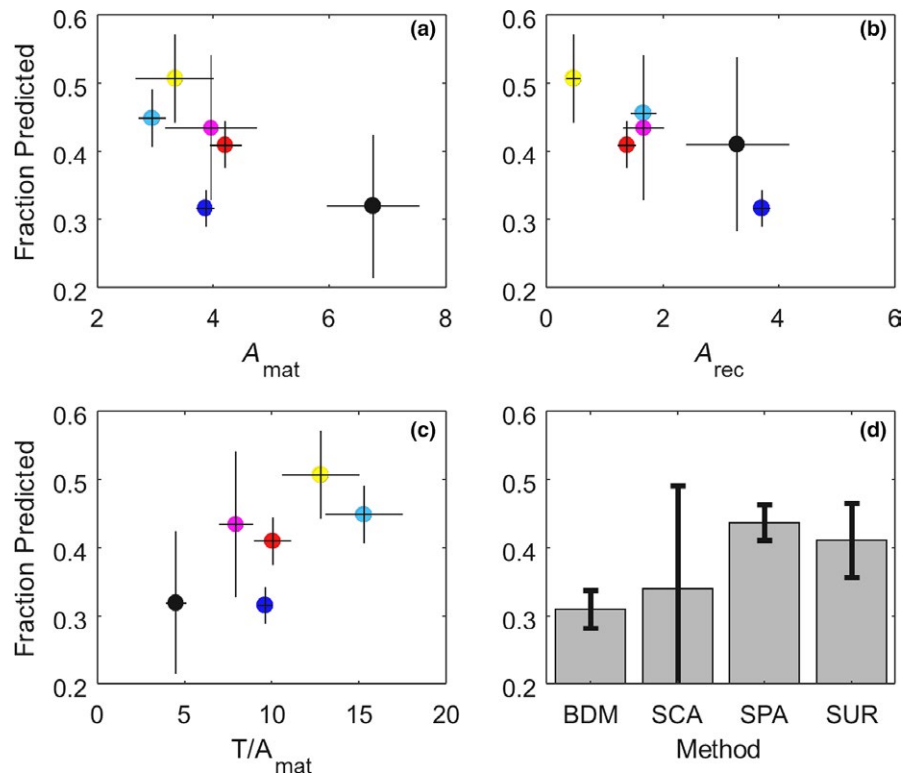 0.6
0.5
0.4
0.3
0.2
Fraction Predicted
(a)
2 4 6 8
A mat
(b)
0.6
0.5
0.4
0.3
0.2
Fraction Predicted
0 2 4 6
A rec
(c)
0.6
0.5
0.4
0.3
0.2
Fraction Predicted
0 5 10 15 20
T/A mat
(d)
0.6
0.5
0.4
0.3
0.2
BDM SCA SPA SUR
Method